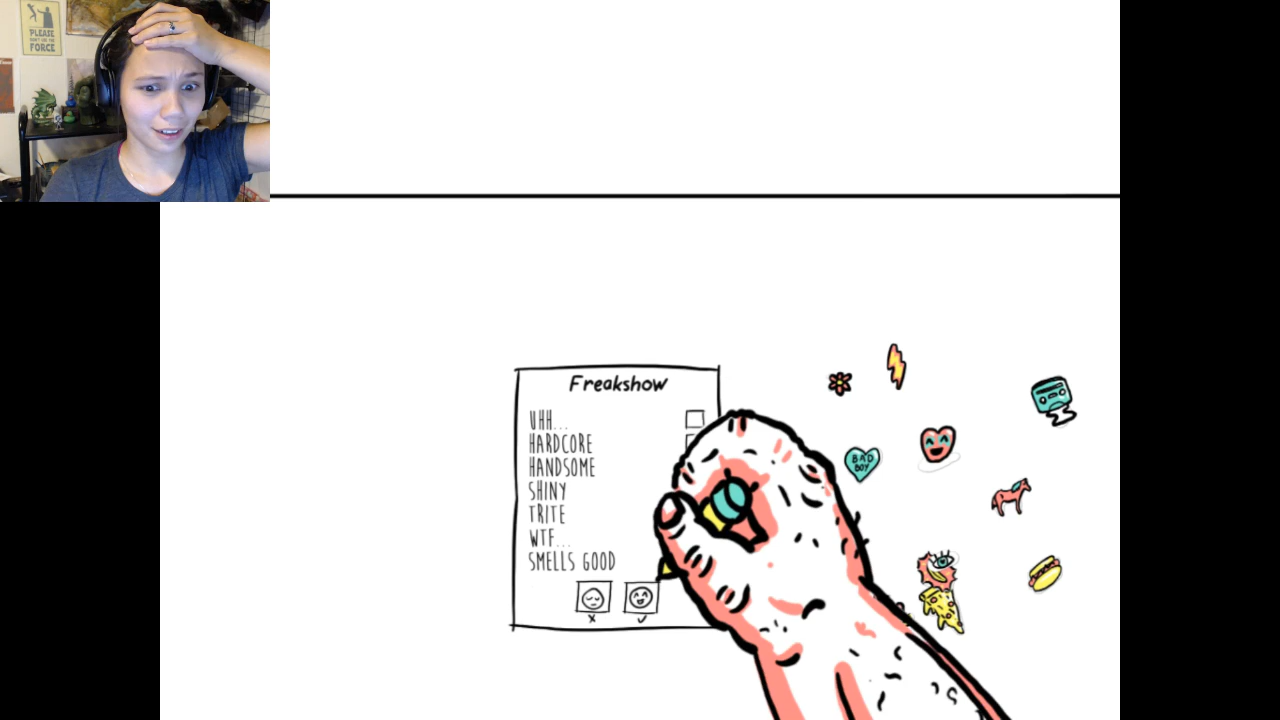 PLEASE
DON'T USE THE
FORCE
Freakshow
UHH...
HARDCORE
HANDSOME
SHINY
TRITE
WTF...
SMELLS GOOD
BAD
BOY